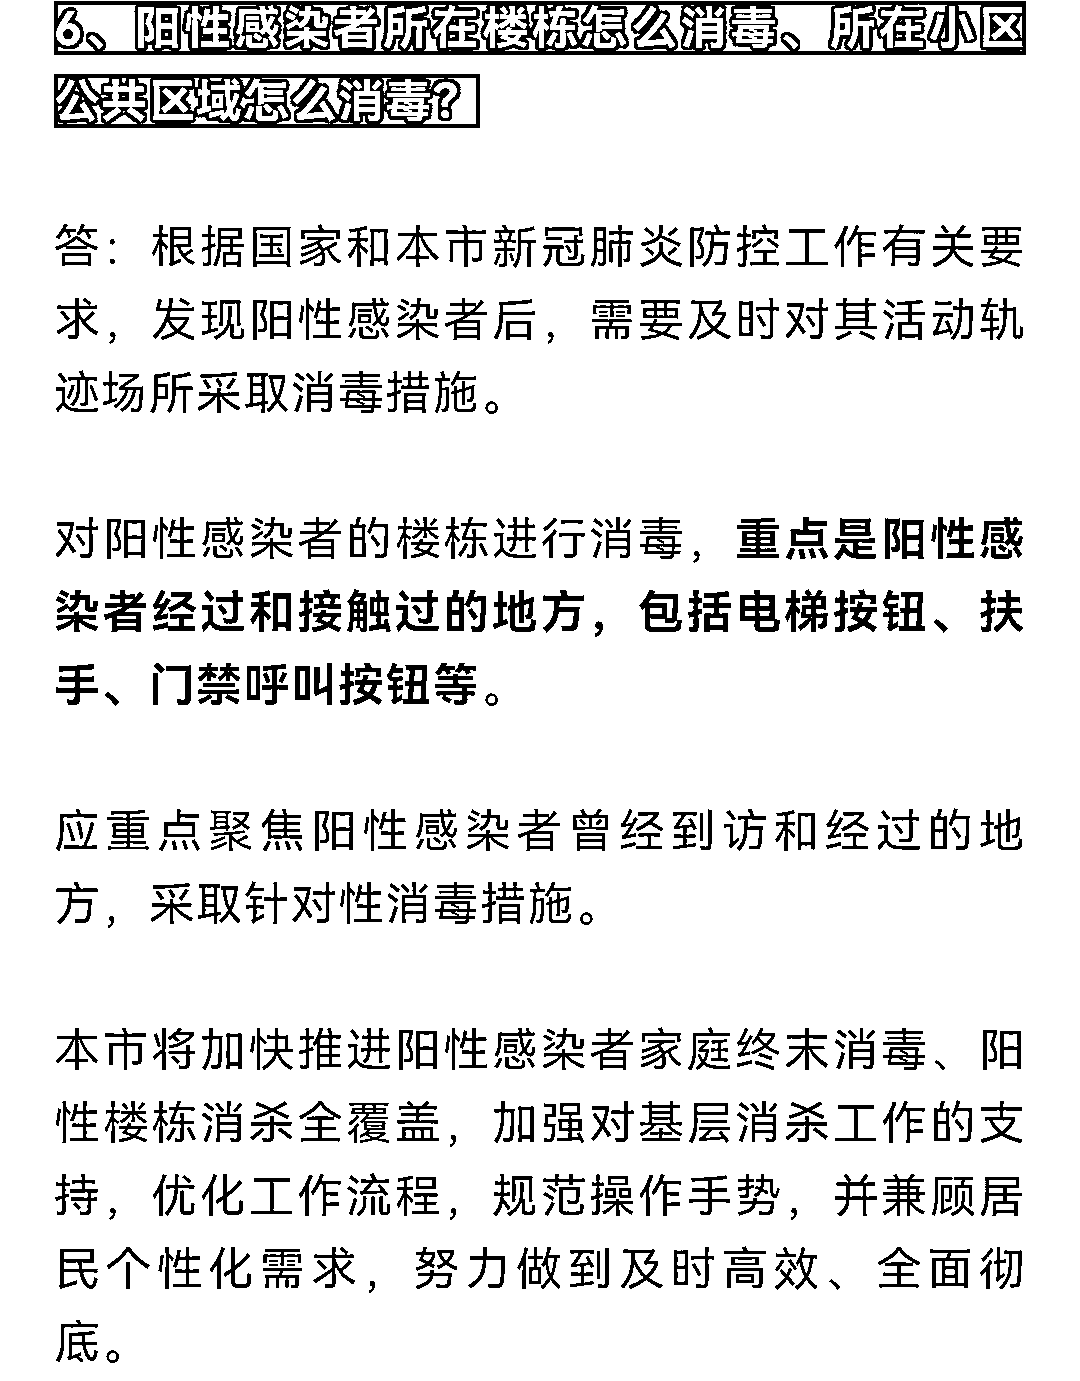 6、阳性感染者所在楼栋怎么消毒、所在小区
公共区域怎么消毒？
答：根据国家和本市新冠肺炎防控工作有关要
求，发现阳性感染者后，需要及时对其活动轨
迹场所采取消毒措施。
对阳性感染者的楼栋进行消毒，重点是阳性感
染者经过和接触过的地方，包括电梯按钮、扶
手、门禁呼叫按钮等。
应重点聚焦阳性感染者曾经到访和经过的地
方，采取针对性消毒措施。
本市将加快推进阳性感染者家庭终末消毒、阳
性楼栋消杀全覆盖，加强对基层消杀工作的支
持，优化工作流程，规范操作手势，并兼顾居
民个性化需求，努力做到及时高效、全面彻
底。